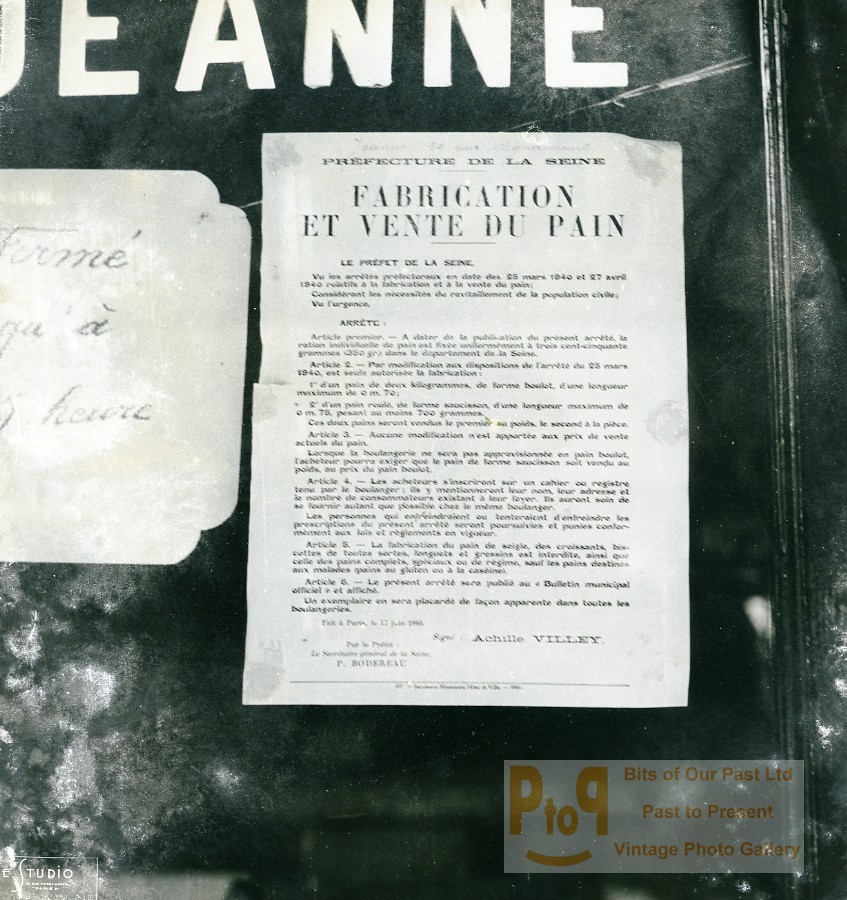 JEANNE
PRÉFECTURE DE LA SEINE
FABRICATION
ET VENTE DU PAIN
LE PRÉFET DE LA SEINE,
Vu les arrêtés préfectoraux en date des 25 mars 1940 et 27 avril
1940 relatifs à la fabrication et à la vente du pain;
Considérant les nécessités du ravitaillement de la population civile;
Vu l'urgence,
ARRÊTE :
Article premier. — A dater de la publication du présent arrêté, la
ration individuelle de pain est fixée uniformément à trois cent-cinquante
grammes (350 gr.) dans le département de la Seine.
Article 2. — Par modification aux dispositions de l'arrêté du 25 mars
1940, est seule autorisée la fabrication :
1° d'un pain de deux kilogrammes, de forme boulot, d'une longueur
maximum de 0 m. 70;
2° d'un pain roulé, de forme saucisson, d'une longueur maximum de
0 m. 75, pesant au moins 700 grammes.
Ces deux pains seront vendus le premier au poids, le second à la pièce.
Article 3. — Aucune modification n'est apportée aux prix de vente
actuels du pain.
Lorsque la boulangerie ne sera pas approvisionnée en pain boulot,
l'acheteur pourra exiger que le pain de forme saucisson soit vendu au
poids, au prix du pain boulot.
Article 4. — Les acheteurs s'inscriront sur un cahier ou registre
tenu par le boulanger ; ils y mentionneront leur nom, leur adresse et
le nombre de consommateurs existant à leur foyer. Ils auront soin de
se fournir autant que possible chez le même boulanger.
Les personnes qui enfreindraient ou tenteraient d'enfreindre les
prescriptions du présent arrêté seront poursuivies et punies confor-
mément aux lois et règlements en vigueur.
Article 5. — La fabrication du pain de seigle, des croissants, bis-
cottes de toutes sortes, longuets et gressins est interdite, ainsi que
celle des pains complets, spéciaux ou de régime, sauf les pains destinés
aux malades (pains au gluten ou à la caséine).
Article 6. — Le présent arrêté sera publié au « Bulletin municipal
officiel » et affiché.
Un exemplaire en sera placardé de façon apparente dans toutes les
boulangeries.
Fait à Paris, le 12 juin 1940.
Signé : Achille VILLEY.
Par le Préfet :
Le Secrétaire général de la Seine,
P. BODEREAU
fermé
qu'à
heure
STUDIO
PARIS
PtoP
Bits of Our Past Ltd
Past to Present
Vintage Photo Gallery